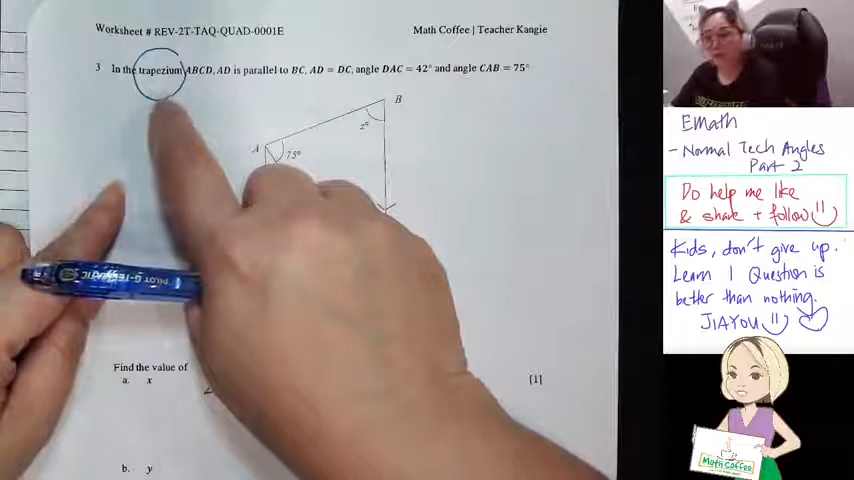 Worksheet # REV-2T-TAQ-QUAD-0001E
Math Coffee | Teacher Kangie
3 In the trapezium ABCD, AD is parallel to BC, AD = DC, angle DAC = 42° and angle CAB = 75°
B
A
75°
z°
Find the value of
a. x
[1]
b. y
PILOT G-TEC
EMath
- Normal Tech Angles
Part 2
Do help me like
& share + follow
Kids, don't give up.
Learn 1 Question is
better than nothing.
JIAYOU
Math Coffee